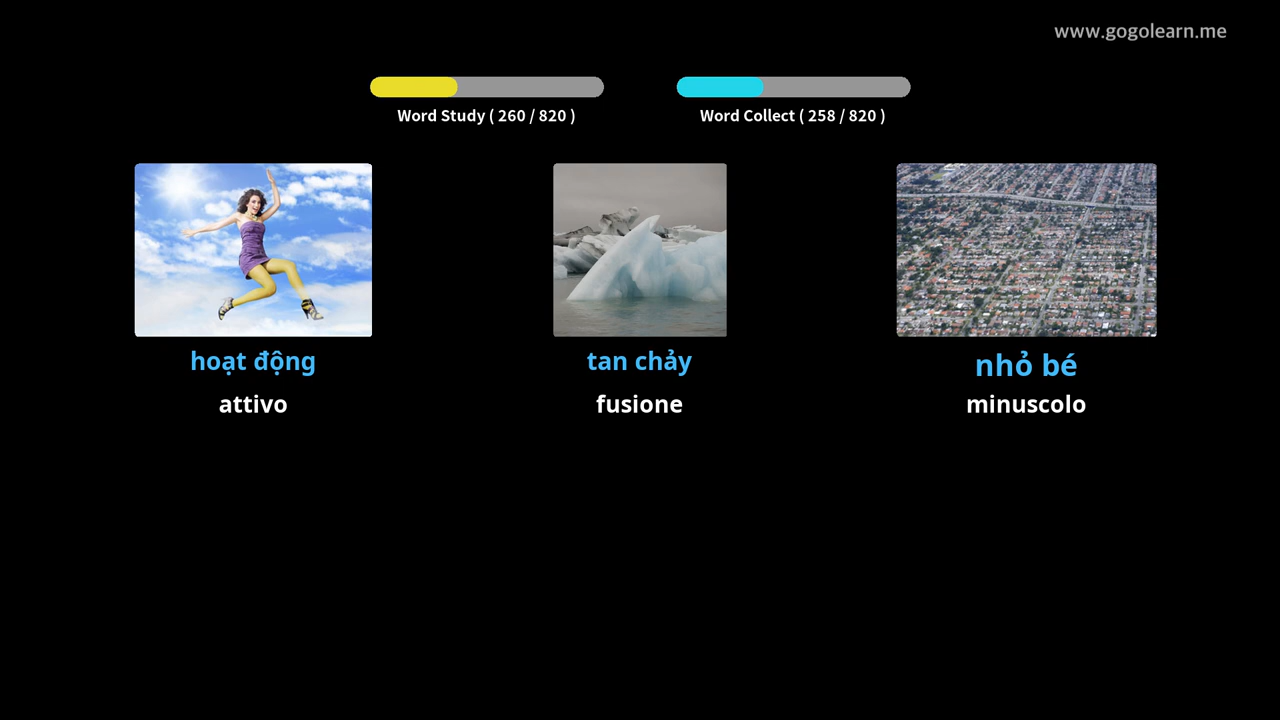 www.gogolearn.me
Word Study ( 260 / 820 )
Word Collect ( 258 / 820 )
hoạt động
attivo
tan chảy
fusione
nhỏ bé
minuscolo